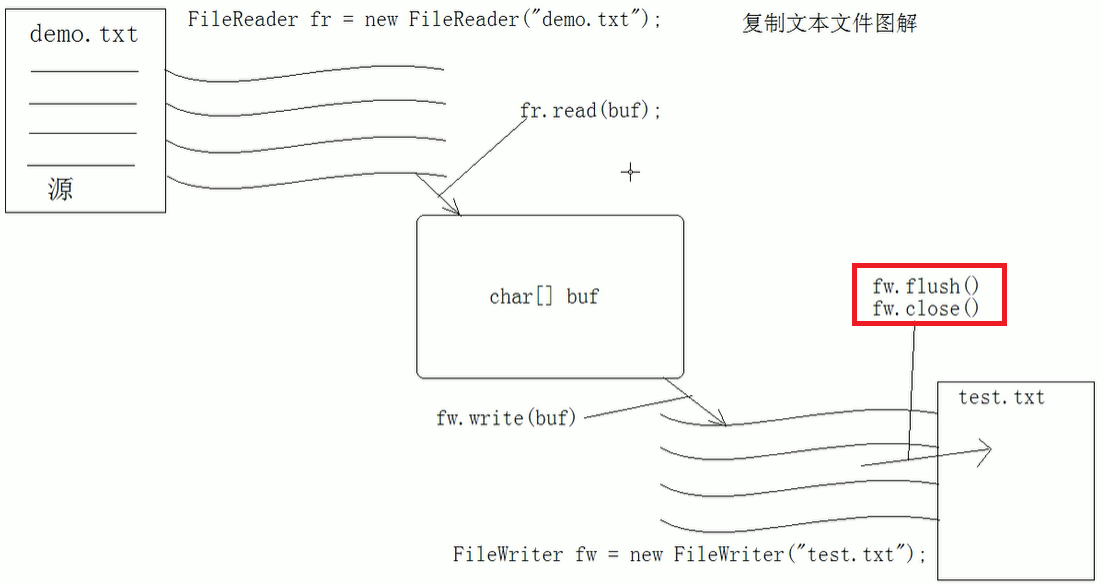 FileReader fr = new FileReader("demo.txt");
复制文本文件图解
demo.txt
源
fr.read(buf);
char[] buf
fw.flush()
fw.close()
fw.write(buf)
test.txt
FileWriter fw = new FileWriter("test.txt");